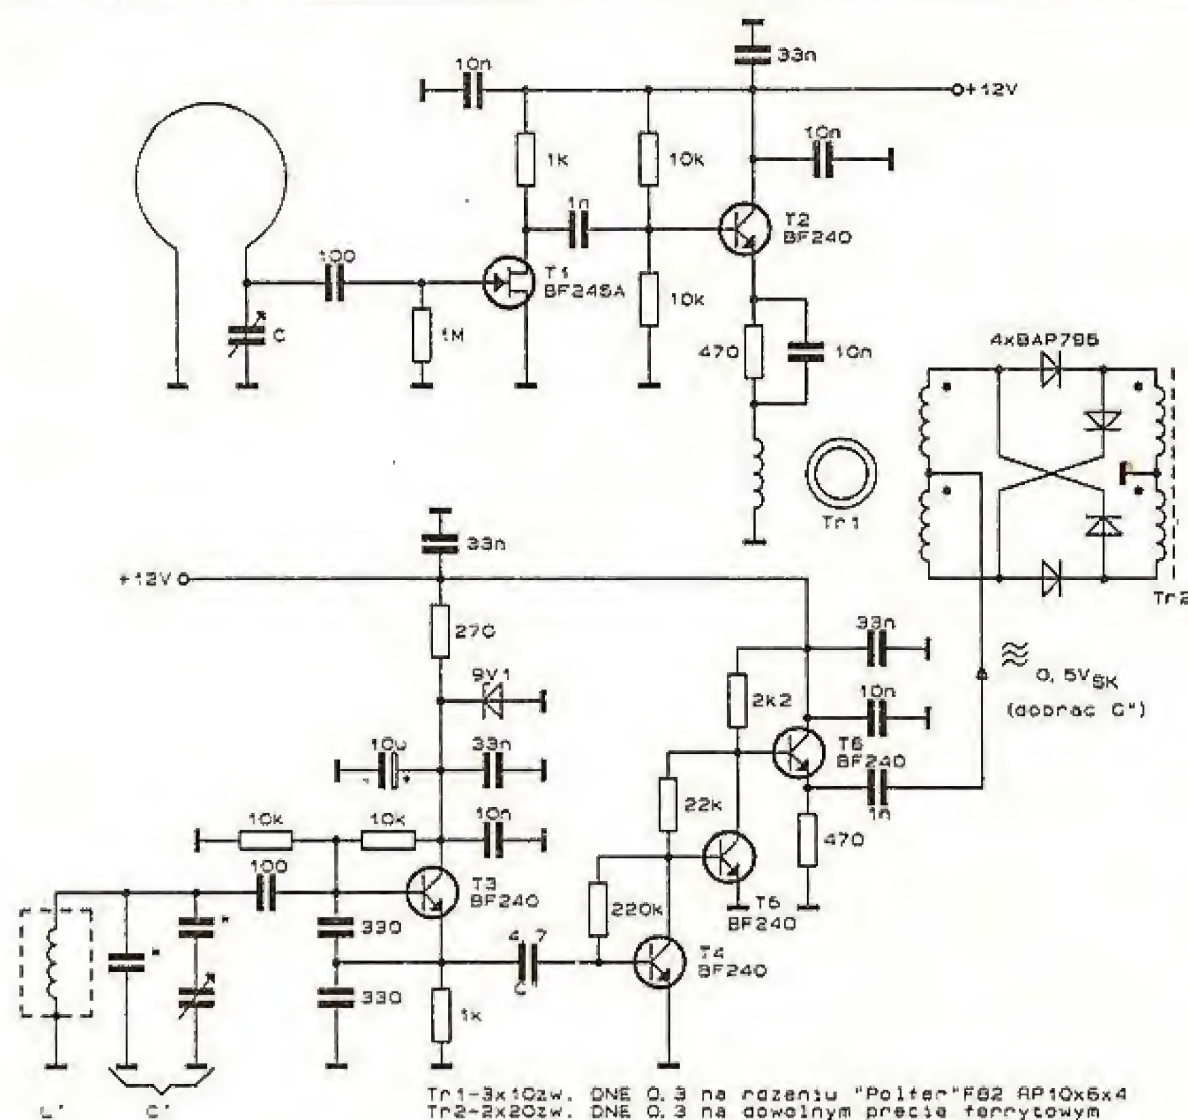 33n
10n
+12V
10n
1k
10k
1n
T2
BF240
100
T1
BF245A
10k
C
1M
470
10n
4xBAP795
Tr1
33n
+12V
Tr2
270
33n
0,5VSK
9V1
2k2
10n
(dobrac C")
10u
33n
T6
BF240
22k
1n
10k
10k
10n
470
100
T3
BF240
220k
T5
BF240
*
330
4,7
*
T4
BF240
C"
330
1k
L'
C'
Tr1-3x10zw. DNE 0.3 na rdzeniu "Polfer" F82 RP10x6x4
Tr2-2x20zw. DNE 0.3 na dowolnym precie ferrytowym